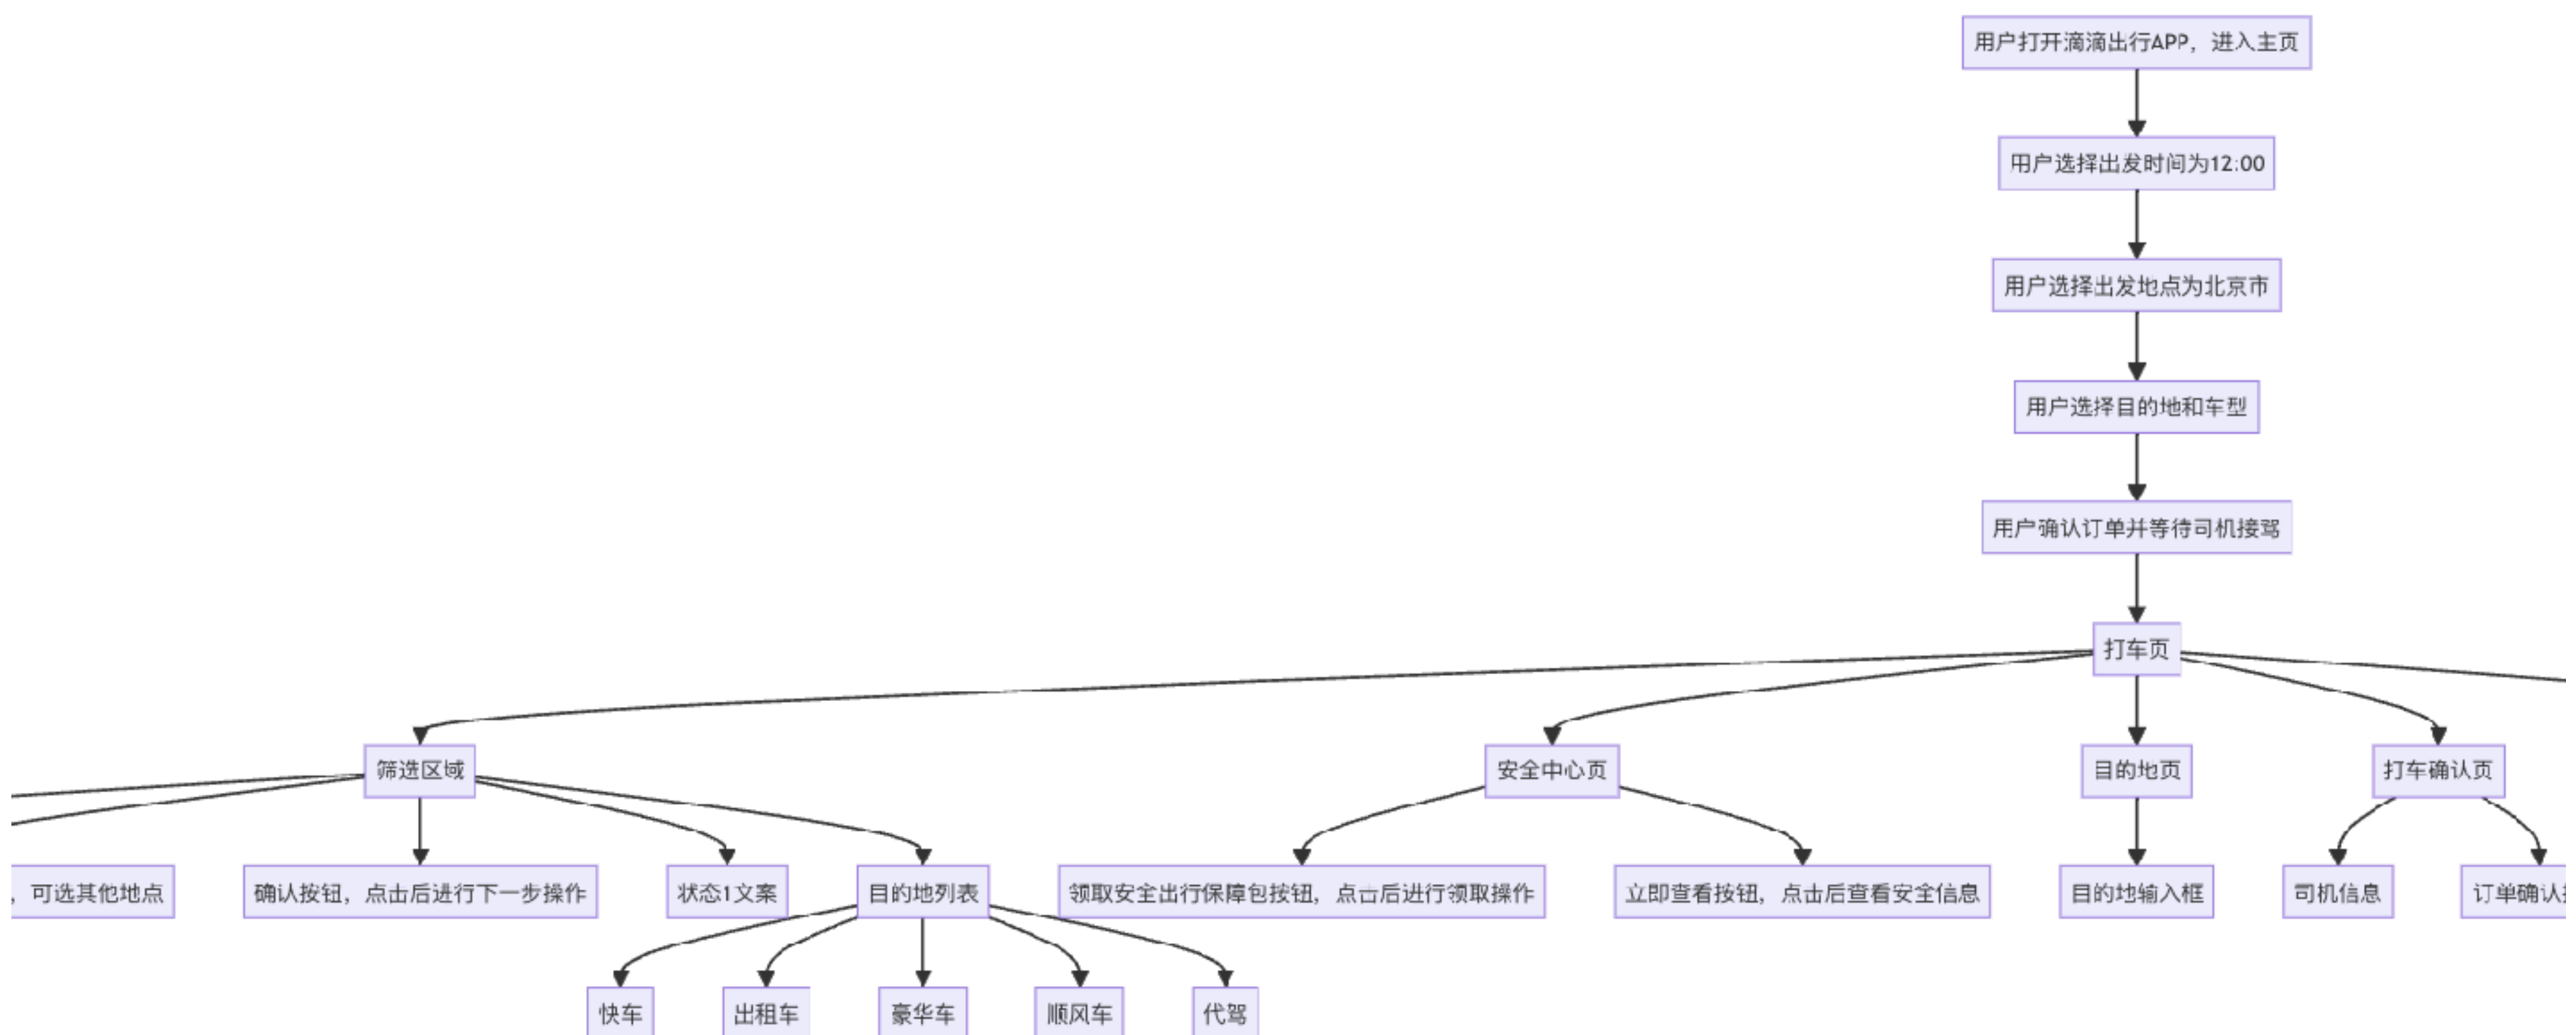 用户打开滴滴出行APP，进入主页
用户选择出发时间为12:00
用户选择出发地点为北京市
用户选择目的地和车型
用户确认订单并等待司机接驾
打车页
筛选区域
安全中心页
目的地页
打车确认页
，可选其他地点
确认按钮，点击后进行下一步操作
状态1文案
目的地列表
领取安全出行保障包按钮，点击后进行领取操作
立即查看按钮，点击后查看安全信息
目的地输入框
司机信息
订单确认
快车
出租车
豪华车
顺风车
代驾